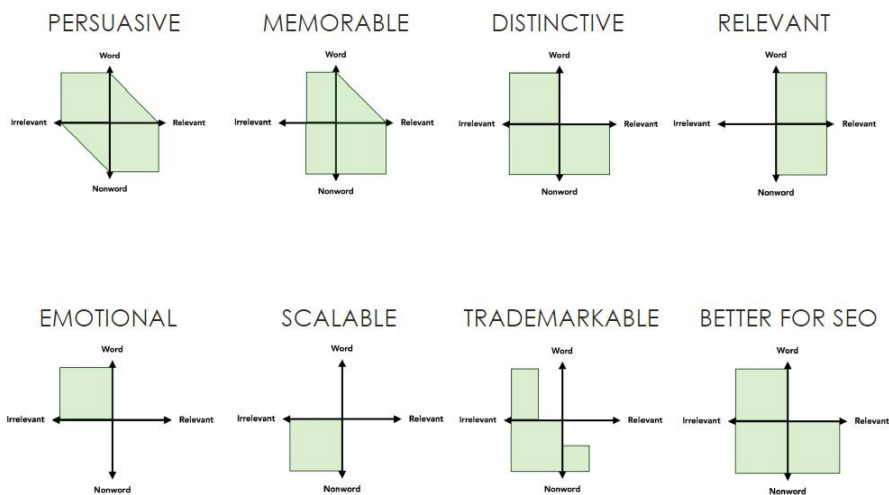 PERSUASIVE
Word
Irrelevant
Relevant
Nonword
MEMORABLE
Word
Irrelevant
Relevant
Nonword
DISTINCTIVE
Word
Irrelevant
Relevant
Nonword
RELEVANT
Word
Irrelevant
Relevant
Nonword
EMOTIONAL
Word
Irrelevant
Relevant
Nonword
SCALABLE
Word
Irrelevant
Relevant
Nonword
TRADEMARKABLE
Word
Irrelevant
Relevant
Nonword
BETTER FOR SEO
Word
Irrelevant
Relevant
Nonword